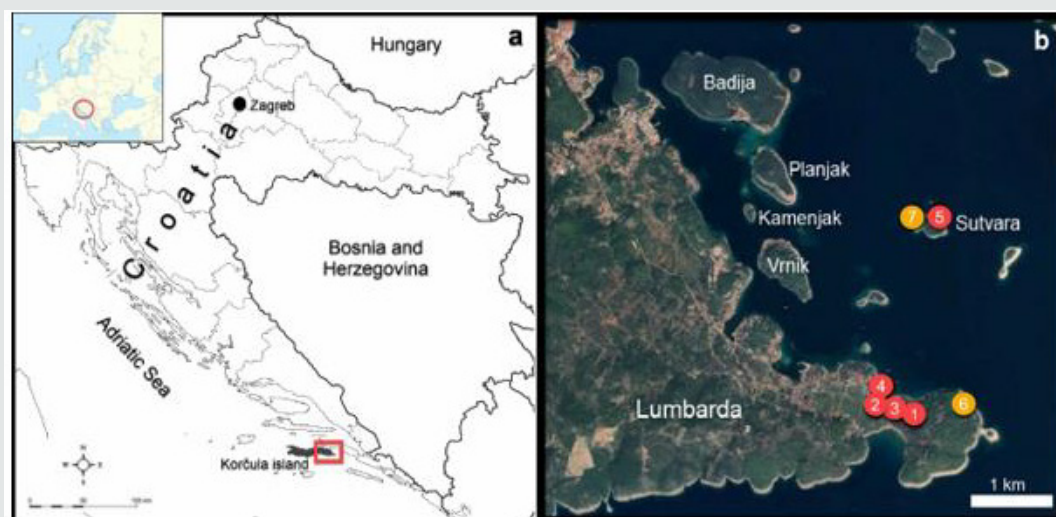 a
Hungary
Zagreb
Croatia
Bosnia and
Herzegovina
Adriatic Sea
Korčula island
N
W
E
S
0
b
Badija
Planjak
Kamenjak
7
5
Sutvara
Vrnik
4
2
3
1
6
Lumbarda
1 km